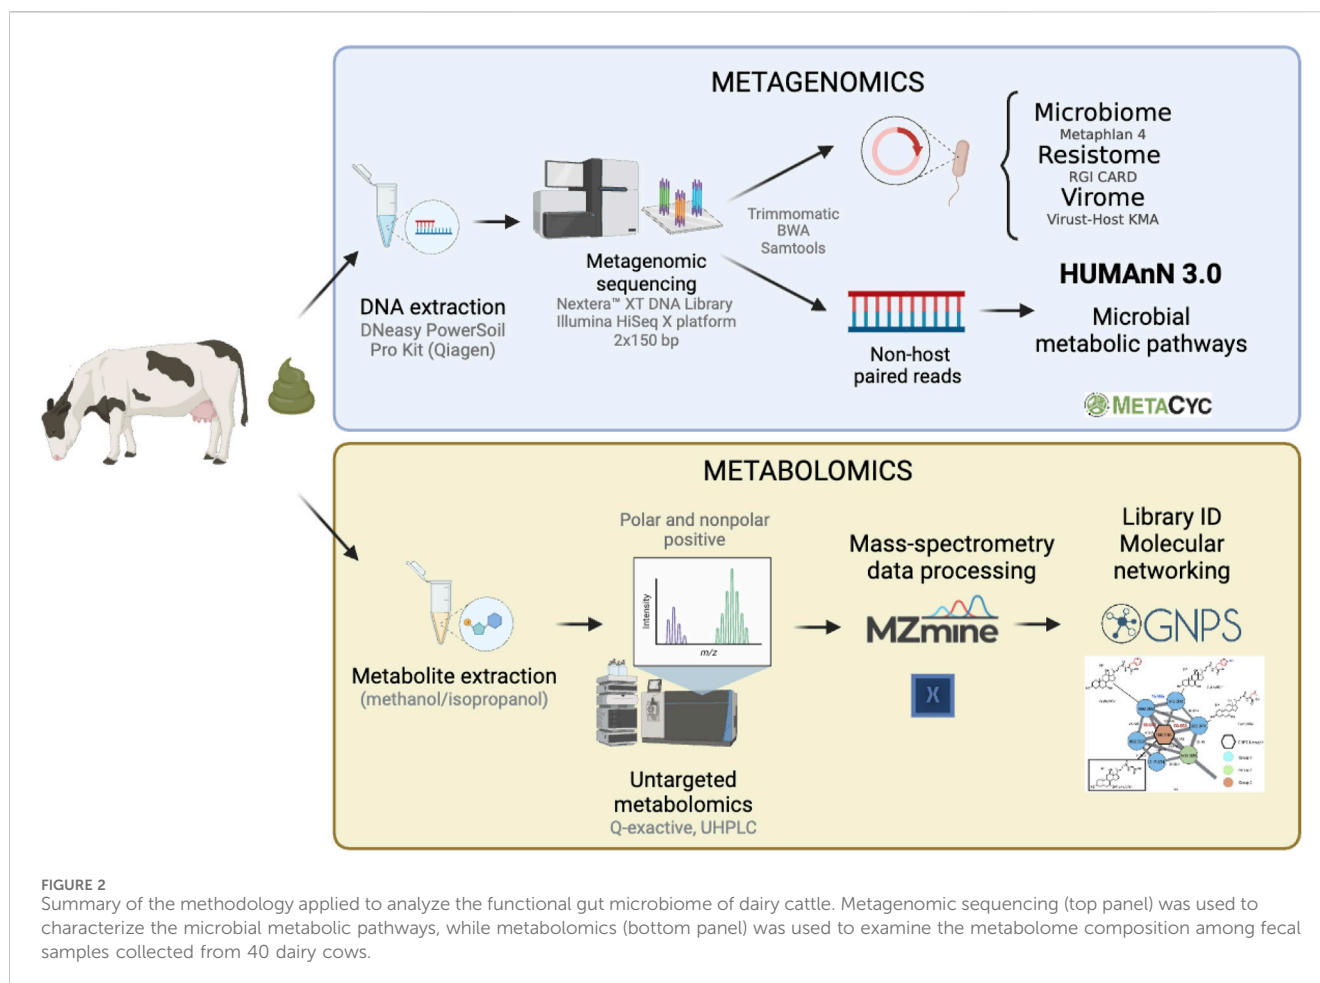 METAGENOMICS
DNA extraction
DNeasy PowerSoil
Pro Kit (Qiagen)
Metagenomic
sequencing
Nextera™ XT DNA Library
Illumina HiSeq X platform
2x150 bp
Trimmomatic
BWA
Samtools
Microbiome
Metaphlan 4
Resistome
RGI CARD
Virome
Virust-Host KMA
Non-host
paired reads
HUMAnN 3.0
Microbial
metabolic pathways
METACYC
METABOLOMICS
Metabolite extraction
(methanol/isopropanol)
Polar and nonpolar
positive
Intensity
m/z
Untargeted
metabolomics
Q-exactive, UHPLC
Mass-spectrometry
data processing
MZmine
X
Library ID
Molecular
networking
GNPS
FIGURE 2
Summary of the methodology applied to analyze the functional gut microbiome of dairy cattle. Metagenomic sequencing (top panel) was used to
characterize the microbial metabolic pathways, while metabolomics (bottom panel) was used to examine the metabolome composition among fecal
samples collected from 40 dairy cows.